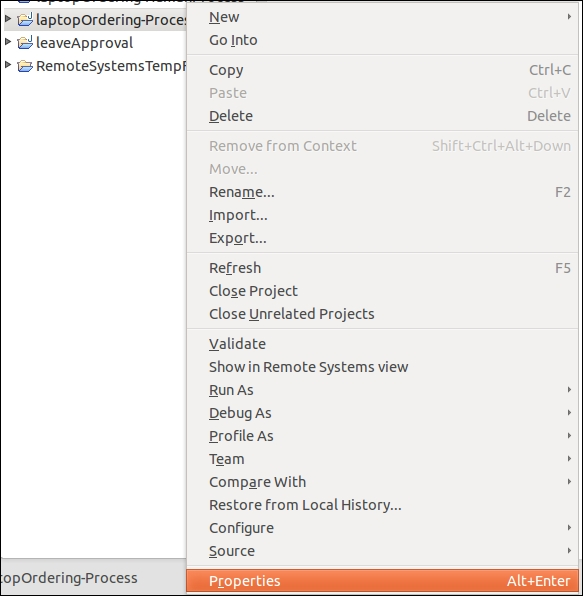 laptopOrdering-Proces
leaveApproval
RemoteSystemsTempF
New
Go Into
Copy Ctrl+C
Paste Ctrl+V
Delete Delete
Remove from Context Shift+Ctrl+Alt+Down
Move...
Rename... F2
Import...
Export...
Refresh F5
Close Project
Close Unrelated Projects
Validate
Show in Remote Systems view
Run As
Debug As
Profile As
Team
Compare With
Restore from Local History...
Configure
Source
Properties Alt+Enter
topOrdering-Process